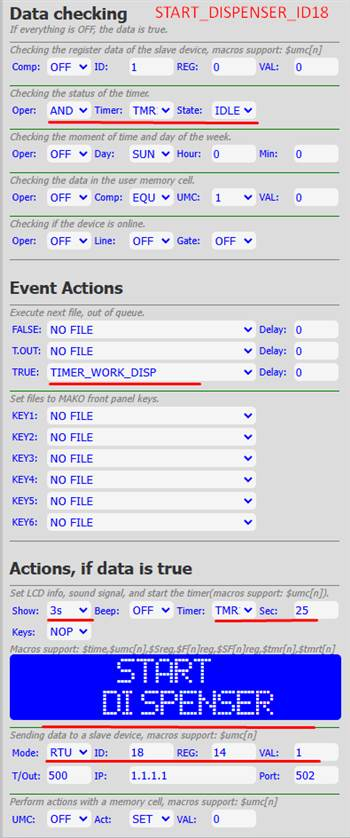 Data checking START_DISPENSER_ID18
If everything is OFF, the data is true.
Checking the register data of the slave device, macros support: $umc[n]
Comp: OFF ID: 1 REG: 0 VAL: 0
Checking the status of the timer.
Oper: AND Timer: TMR State: IDLE
Checking the moment of time and day of the week.
Oper: OFF Day: SUN Hour: 0 Min: 0
Checking the data in the user memory cell.
Oper: OFF Comp: EQU UMC: 1 VAL: 0
Checking if the device is online.
Oper: OFF Line: OFF Gate: OFF
Event Actions
Execute next file, out of queue.
FALSE: NO FILE Delay: 0
T.OUT: NO FILE Delay: 0
TRUE: TIMER_WORK_DISP Delay: 0
Set files to MAKO front panel keys.
KEY1: NO FILE
KEY2: NO FILE
KEY3: NO FILE
KEY4: NO FILE
KEY5: NO FILE
KEY6: NO FILE
Actions, if data is true
Set LCD info, sound signal, and start the timer(macros support: $umc[n]).
Show: 3s Beep: OFF Timer: TMR Sec: 25
Keys: NOP
Macros support: $time,$umc[n],$Sreg,$F[n]reg,$SF[n]reg,$tmr[n],$tmrt[n]
START
DISPENSER
Sending data to a slave device, macros support: $umc[n]
Mode: RTU ID: 18 REG: 14 VAL: 1
T/Out: 500 IP: 1.1.1.1 Port: 502
Perform actions with a memory cell, macros support: $umc[n]
UMC: OFF Act: SET VAL: 0